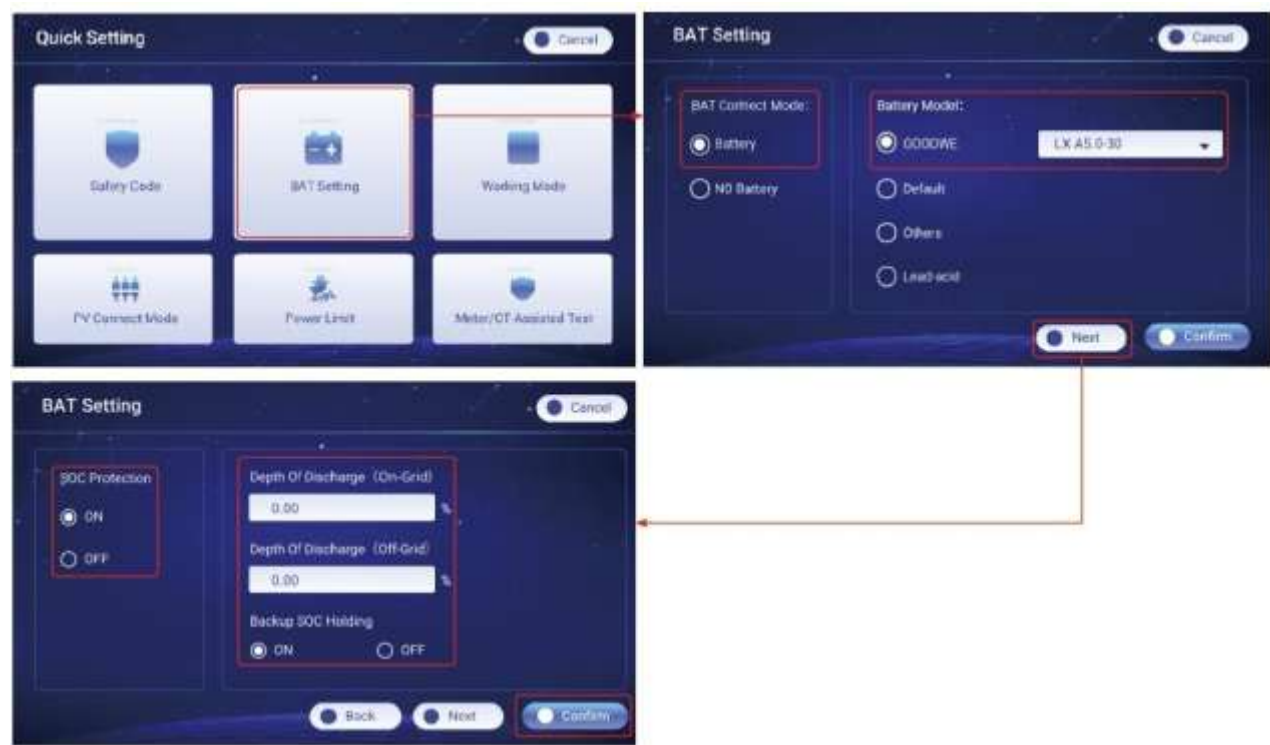 Quick Setting
Cancel
Safety Code
BAT Setting
Working Mode
PV Connect Mode
Power Limit
Meter/CT Assisted Test
BAT Setting
Cancel
BAT Connect Mode:
Battery
NO Battery
Battery Model:
GOODWE
LX A5.0-30
Default
Others
Lead-acid
Next
Confirm
BAT Setting
Cancel
SOC Protection
ON
OFF
Depth Of Discharge (On-Grid)
0.00
%
Depth Of Discharge (Off-Grid)
0.00
%
Backup SOC Holding
ON
OFF
Back
Next
Confirm